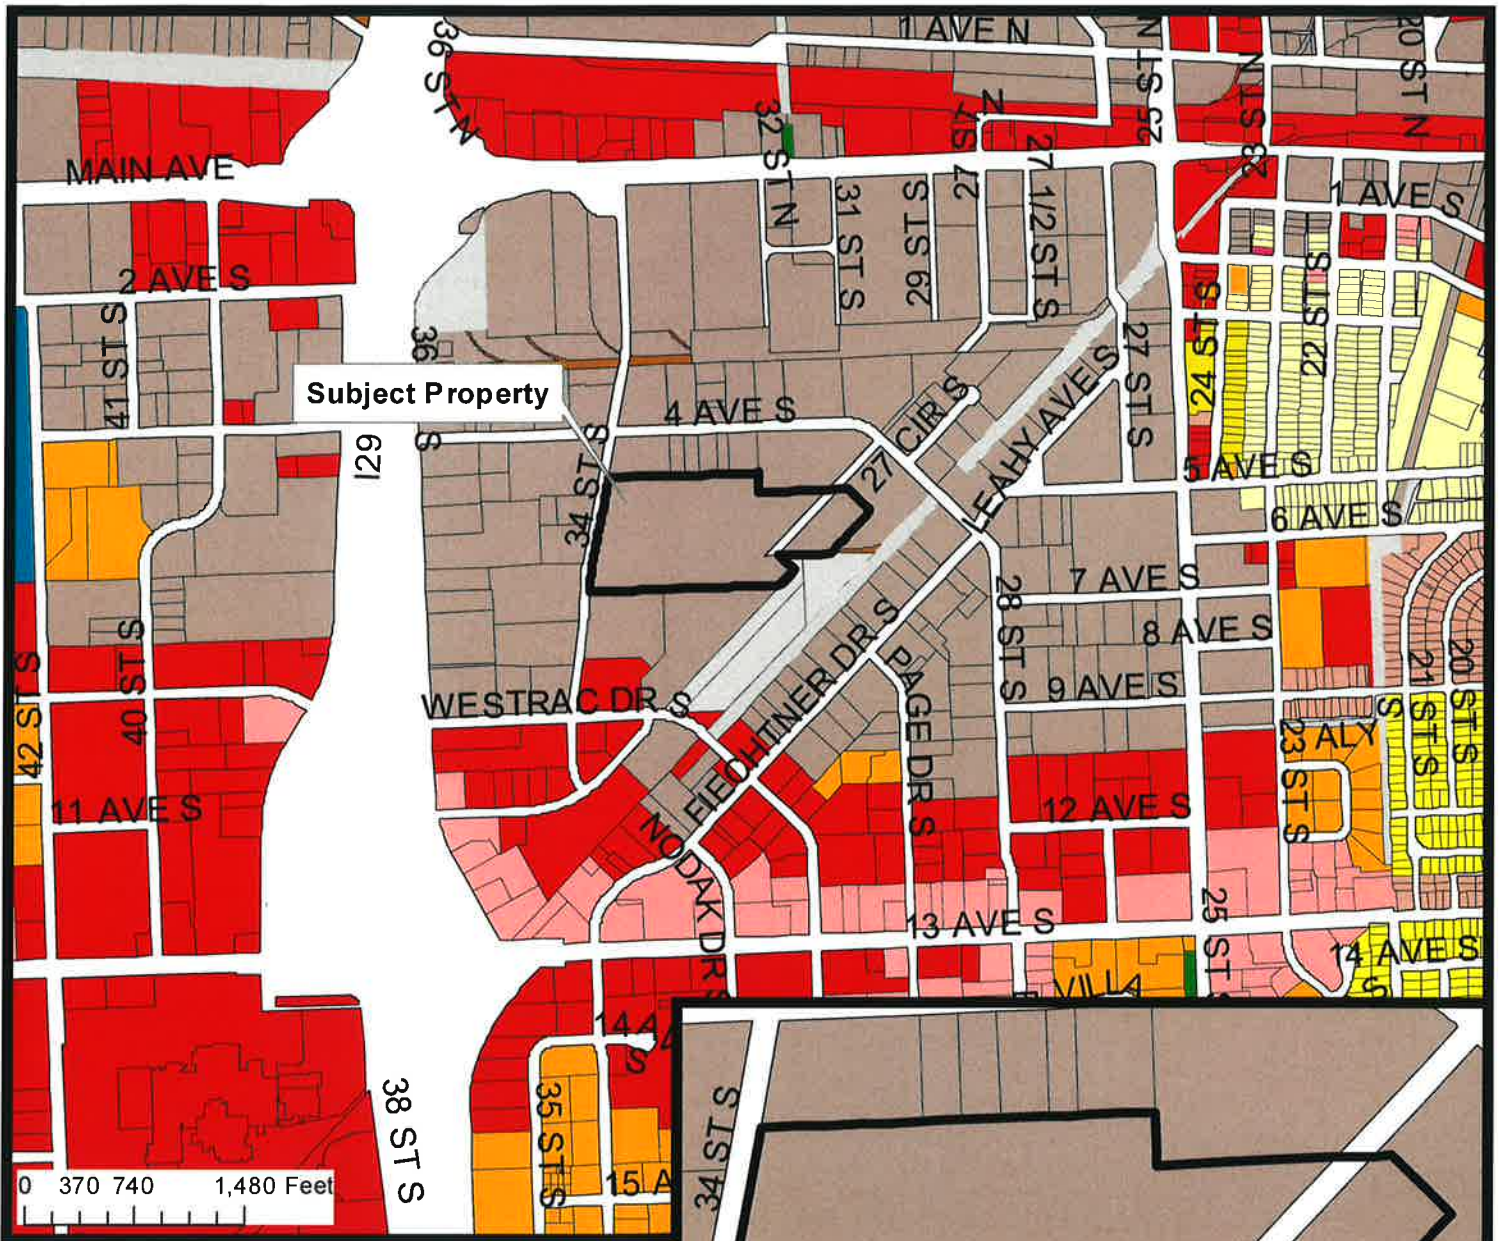 1 AVE N
36 ST N
N
25 ST N
23 ST N
20 ST N
MAIN AVE
32 ST N
27 1/2 ST S
31 ST S
29 ST S
1 AVE S
2 AVE S
41 ST S
36
S
Subject Property
4 AVE S
27 CIR S
LEAHY AVE S
27 ST S
24 ST S
22 ST S
I29
34 ST S
5 AVE S
6 AVE S
7 AVE S
28 ST S
8 AVE S
9 AVE S
42 ST S
40 ST S
WESTRAC DR S
FIECHTNER DR S
PAGE DR S
21 ST S
20 ST S
S
ALY
23 ST S
11 AVE S
12 AVE S
NODAK DR S
13 AVE S
25 ST S
14 AVE S
S
VILLA
14 A
S
38 ST S
35 ST S
15 A
34 ST S
0 370 740 1,480 Feet